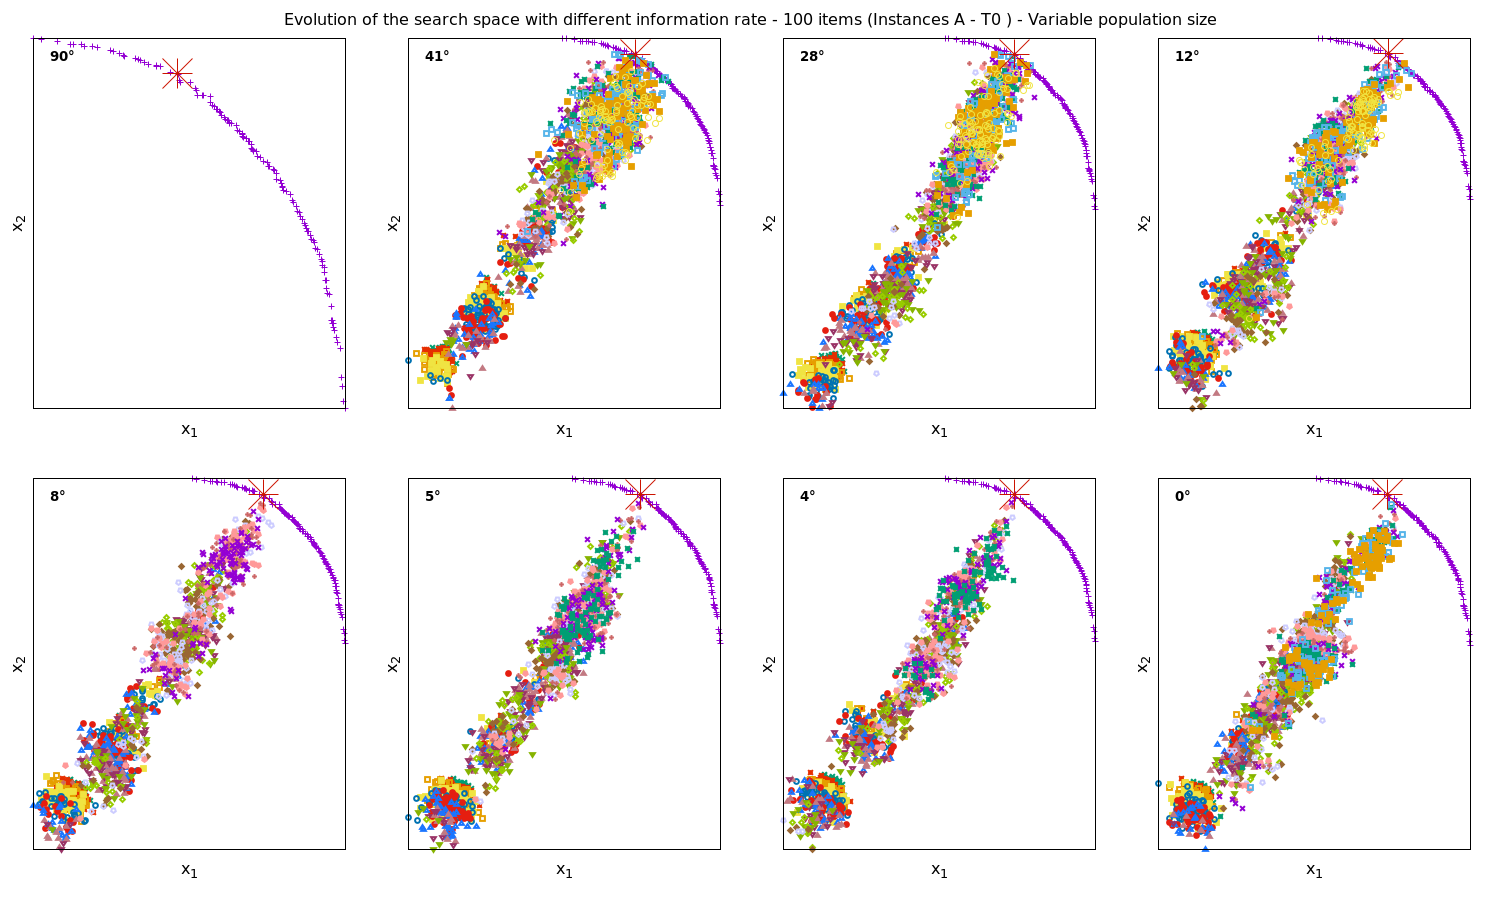 Evolution of the search space with different information rate - 100 items (Instances A - T0 ) - Variable population size
90°
41°
28°
12°
x2
x2
x2
x2
x1
x1
x1
x1
8°
5°
4°
0°
x2
x2
x2
x2
x1
x1
x1
x1